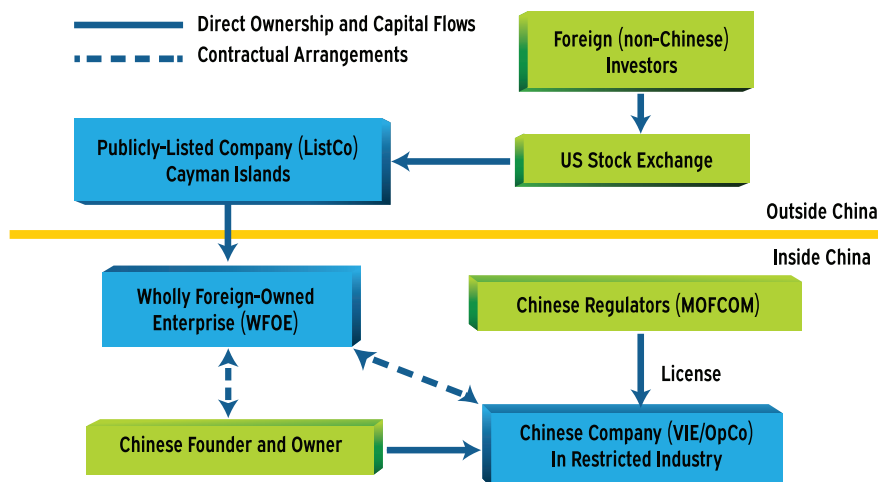 Direct Ownership and Capital Flows
Contractual Arrangements
Foreign (non-Chinese)
Investors
Publicly-Listed Company (ListCo)
Cayman Islands
US Stock Exchange
Outside China
Inside China
Wholly Foreign-Owned
Enterprise (WFOE)
Chinese Regulators (MOFCOM)
License
Chinese Founder and Owner
Chinese Company (VIE/OpCo)
In Restricted Industry